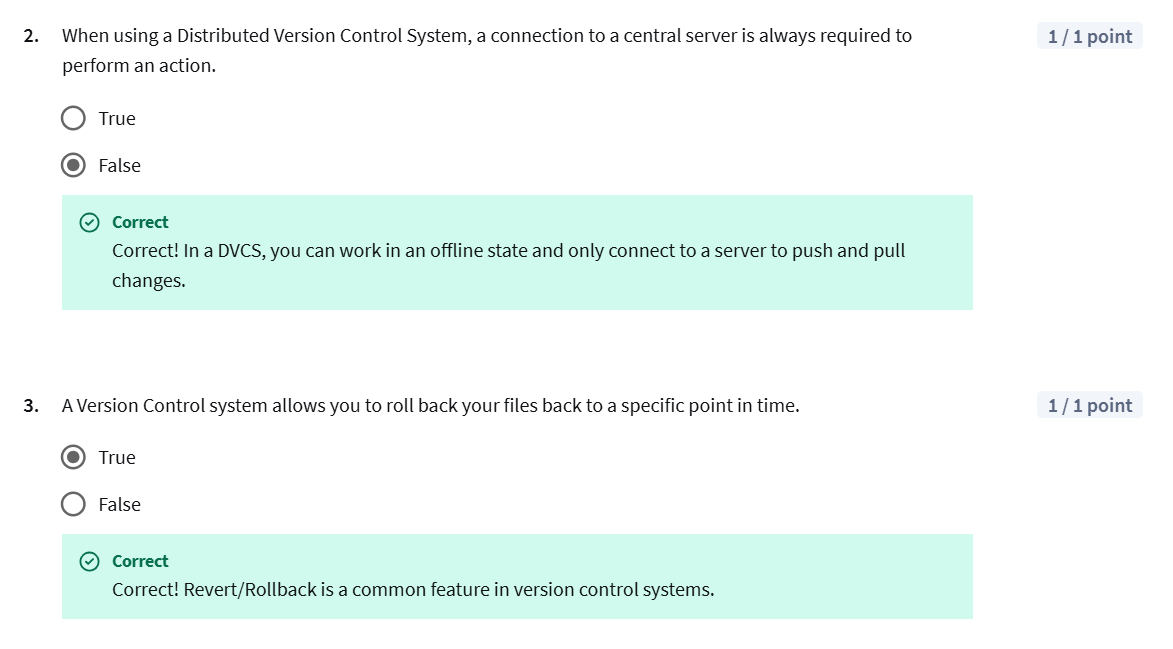 2. When using a Distributed Version Control System, a connection to a central server is always required to 1 / 1 point
perform an action.
True
False
Correct
Correct! In a DVCS, you can work in an offline state and only connect to a server to push and pull
changes.
3. A Version Control system allows you to roll back your files back to a specific point in time. 1 / 1 point
True
False
Correct
Correct! Revert/Rollback is a common feature in version control systems.